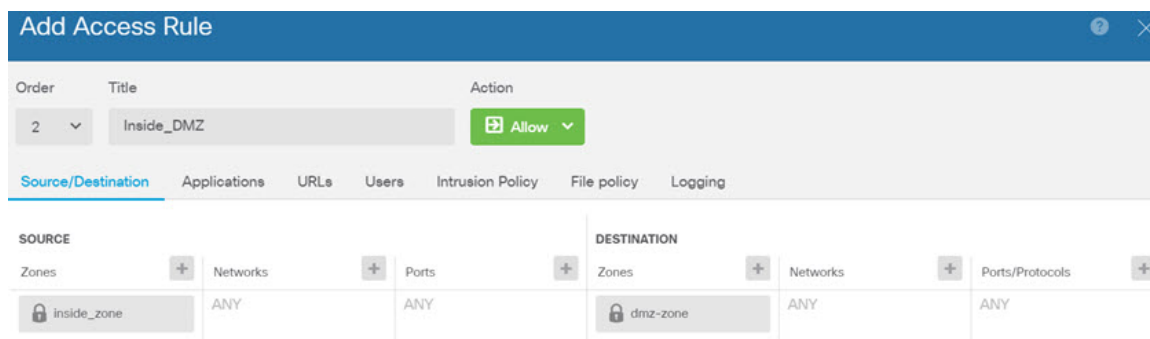 Add Access Rule
Order Title Action
2 Inside_DMZ Allow
Source/Destination Applications URLs Users Intrusion Policy File policy Logging
SOURCE DESTINATION
Zones + Networks + Ports + Zones + Networks + Ports/Protocols +
inside_zone ANY ANY dmz-zone ANY ANY